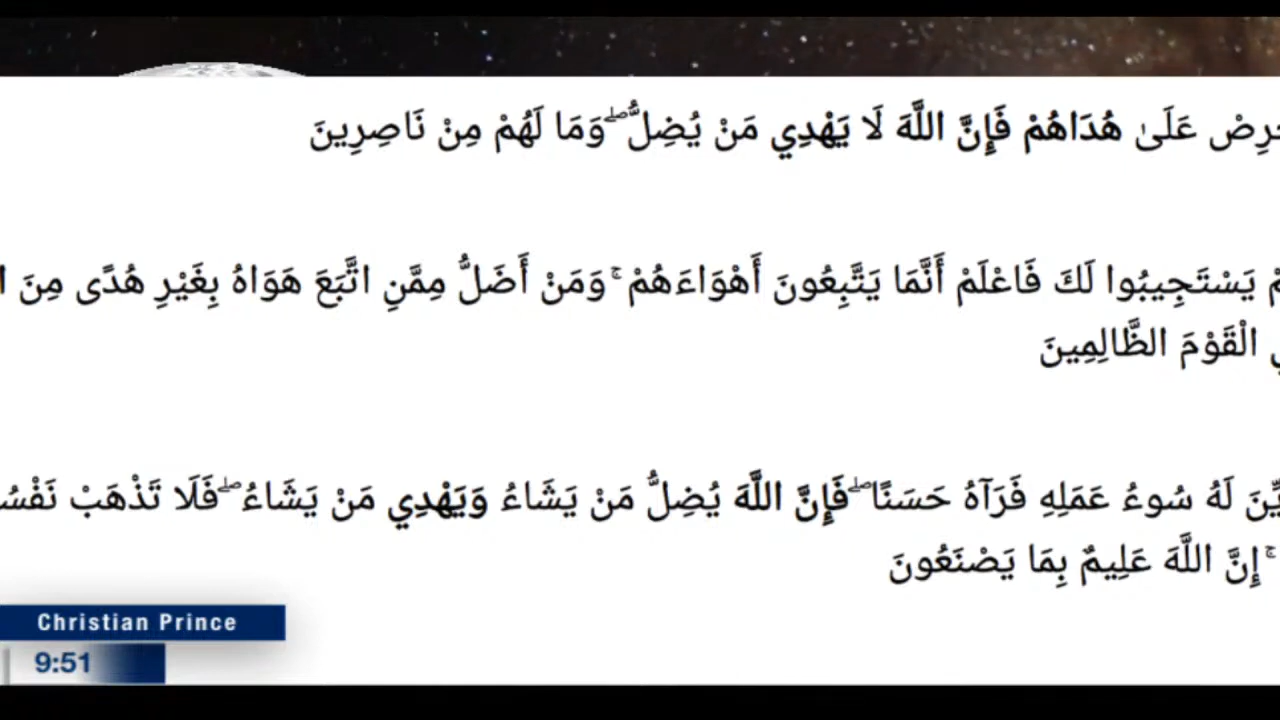 عَلَىٰ هُدَاهُمْ فَإِنَّ اللَّهَ لَا يَهْدِي مَنْ يُضِلُّ ۖ وَمَا لَهُمْ مِنْ نَاصِرِينَ
يَسْتَجِيبُوا لَكَ فَاعْلَمْ أَنَّمَا يَتَّبِعُونَ أَهْوَاءَهُمْ ۚ وَمَنْ أَضَلُّ مِمَّنِ اتَّبَعَ هَوَاهُ بِغَيْرِ هُدًى مِنَ
الْقَوْمَ الظَّالِمِينَ
لَهُ سُوءُ عَمَلِهِ فَرَآهُ حَسَنًا ۖ فَإِنَّ اللَّهَ يُضِلُّ مَنْ يَشَاءُ وَيَهْدِي مَنْ يَشَاءُ ۖ فَلَا تَذْهَبْ
ۚ إِنَّ اللَّهَ عَلِيمٌ بِمَا يَصْنَعُونَ
Christian Prince
9:51